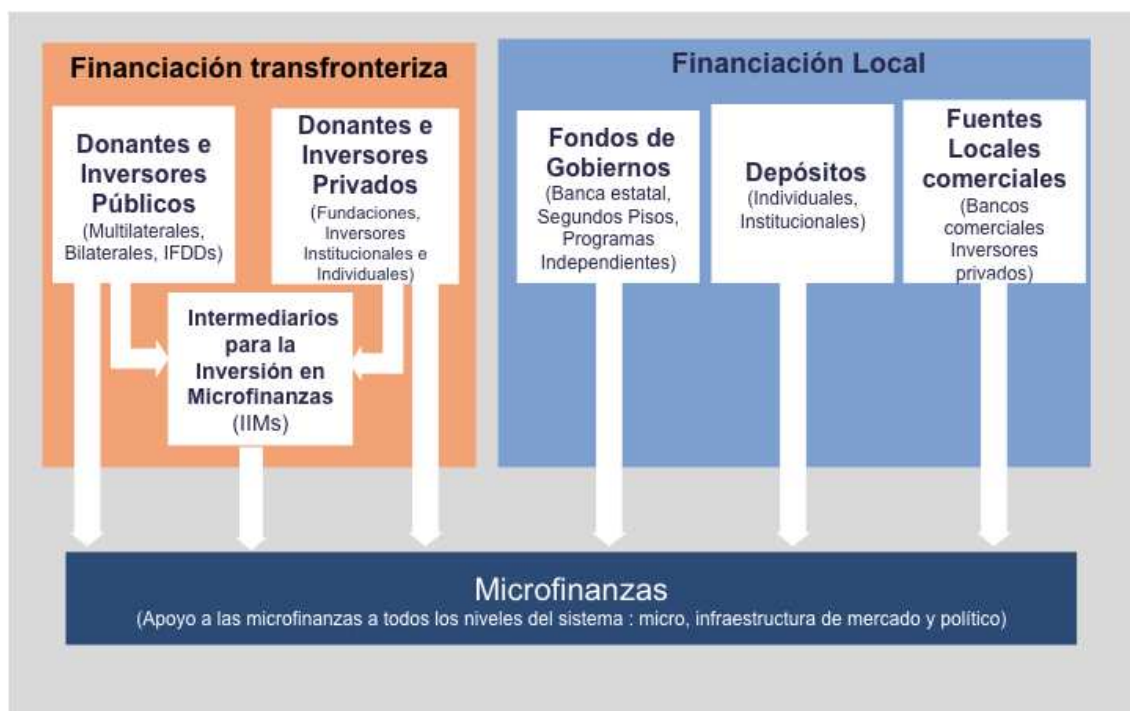 Financiación transfronteriza
Donantes e
Inversores
Públicos
(Multilaterales,
Bilaterales, IFDDs)
Donantes e
Inversores
Privados
(Fundaciones,
Inversores
Institucionales e
Individuales)
Intermediarios
para la
Inversión en
Microfinanzas
(IIMs)
Financiación Local
Fondos de
Gobiernos
(Banca estatal,
Segundos Pisos,
Programas
Independientes)
Depósitos
(Individuales,
Institucionales)
Fuentes
Locales
comerciales
(Bancos
comerciales
Inversores
privados)
Microfinanzas
(Apoyo a las microfinanzas a todos los niveles del sistema : micro, infraestructura de mercado y político)